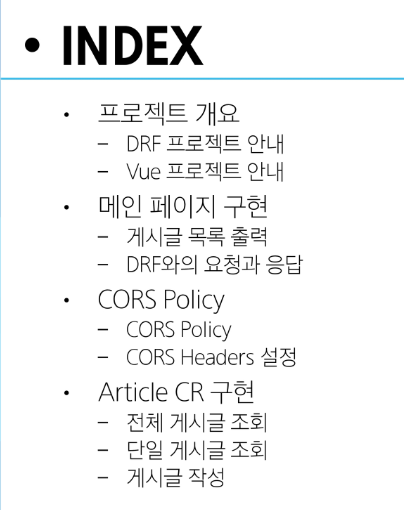 • INDEX
• 프로젝트 개요
– DRF 프로젝트 안내
– Vue 프로젝트 안내
• 메인 페이지 구현
– 게시글 목록 출력
– DRF와의 요청과 응답
• CORS Policy
– CORS Policy
– CORS Headers 설정
• Article CR 구현
– 전체 게시글 조회
– 단일 게시글 조회
– 게시글 작성